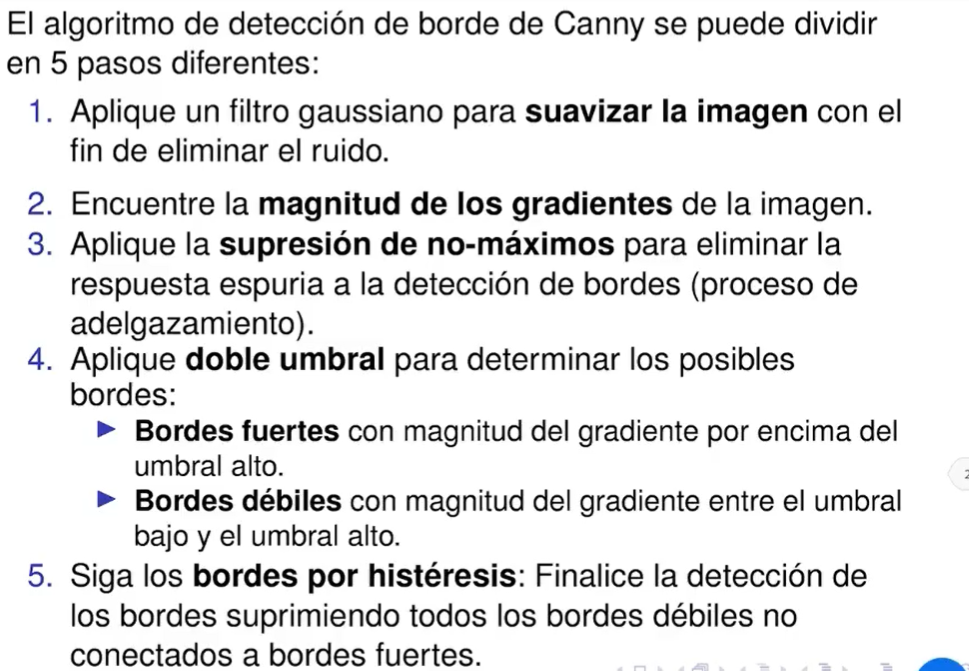 El algoritmo de detección de borde de Canny se puede dividir
en 5 pasos diferentes:
1. Aplique un filtro gaussiano para suavizar la imagen con el
fin de eliminar el ruido.
2. Encuentre la magnitud de los gradientes de la imagen.
3. Aplique la supresión de no-máximos para eliminar la
respuesta espuria a la detección de bordes (proceso de
adelgazamiento).
4. Aplique doble umbral para determinar los posibles
bordes:
▶ Bordes fuertes con magnitud del gradiente por encima del
umbral alto.
▶ Bordes débiles con magnitud del gradiente entre el umbral
bajo y el umbral alto.
5. Siga los bordes por histéresis: Finalice la detección de
los bordes suprimiendo todos los bordes débiles no
conectados a bordes fuertes.